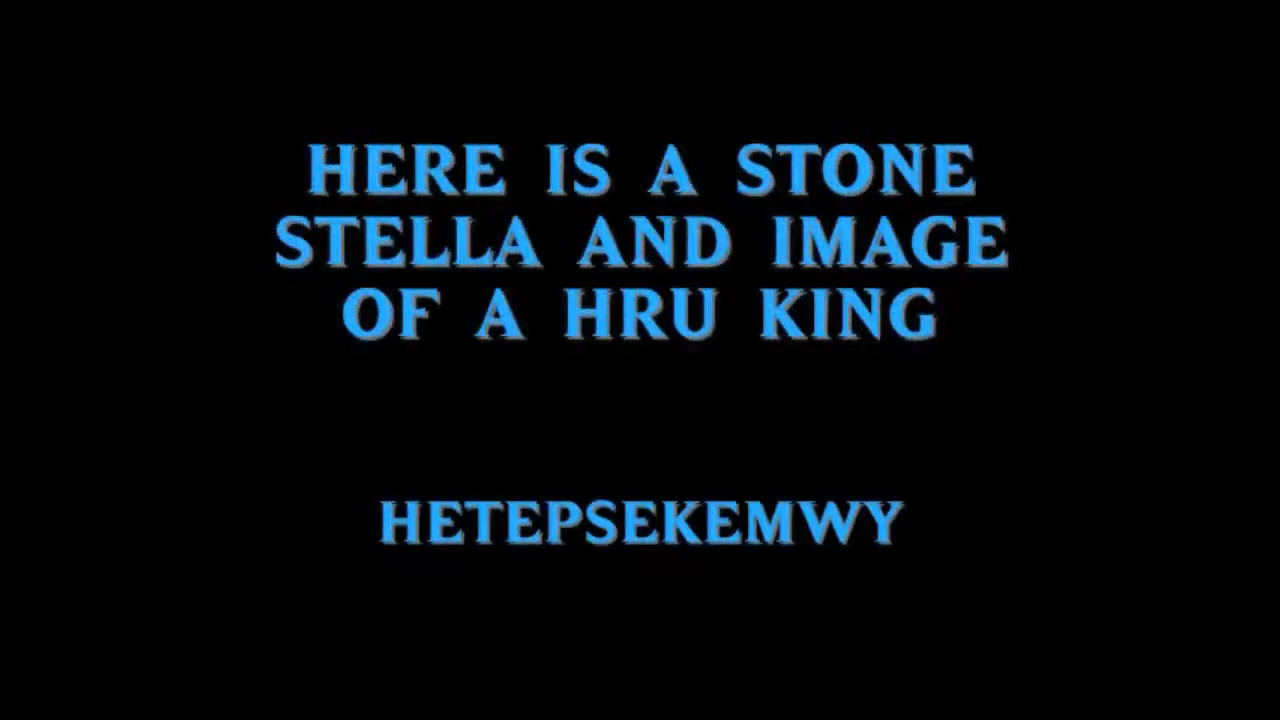 HERE IS A STONE
STELLA AND IMAGE
OF A HRU KING
HETEPSEKEMWY